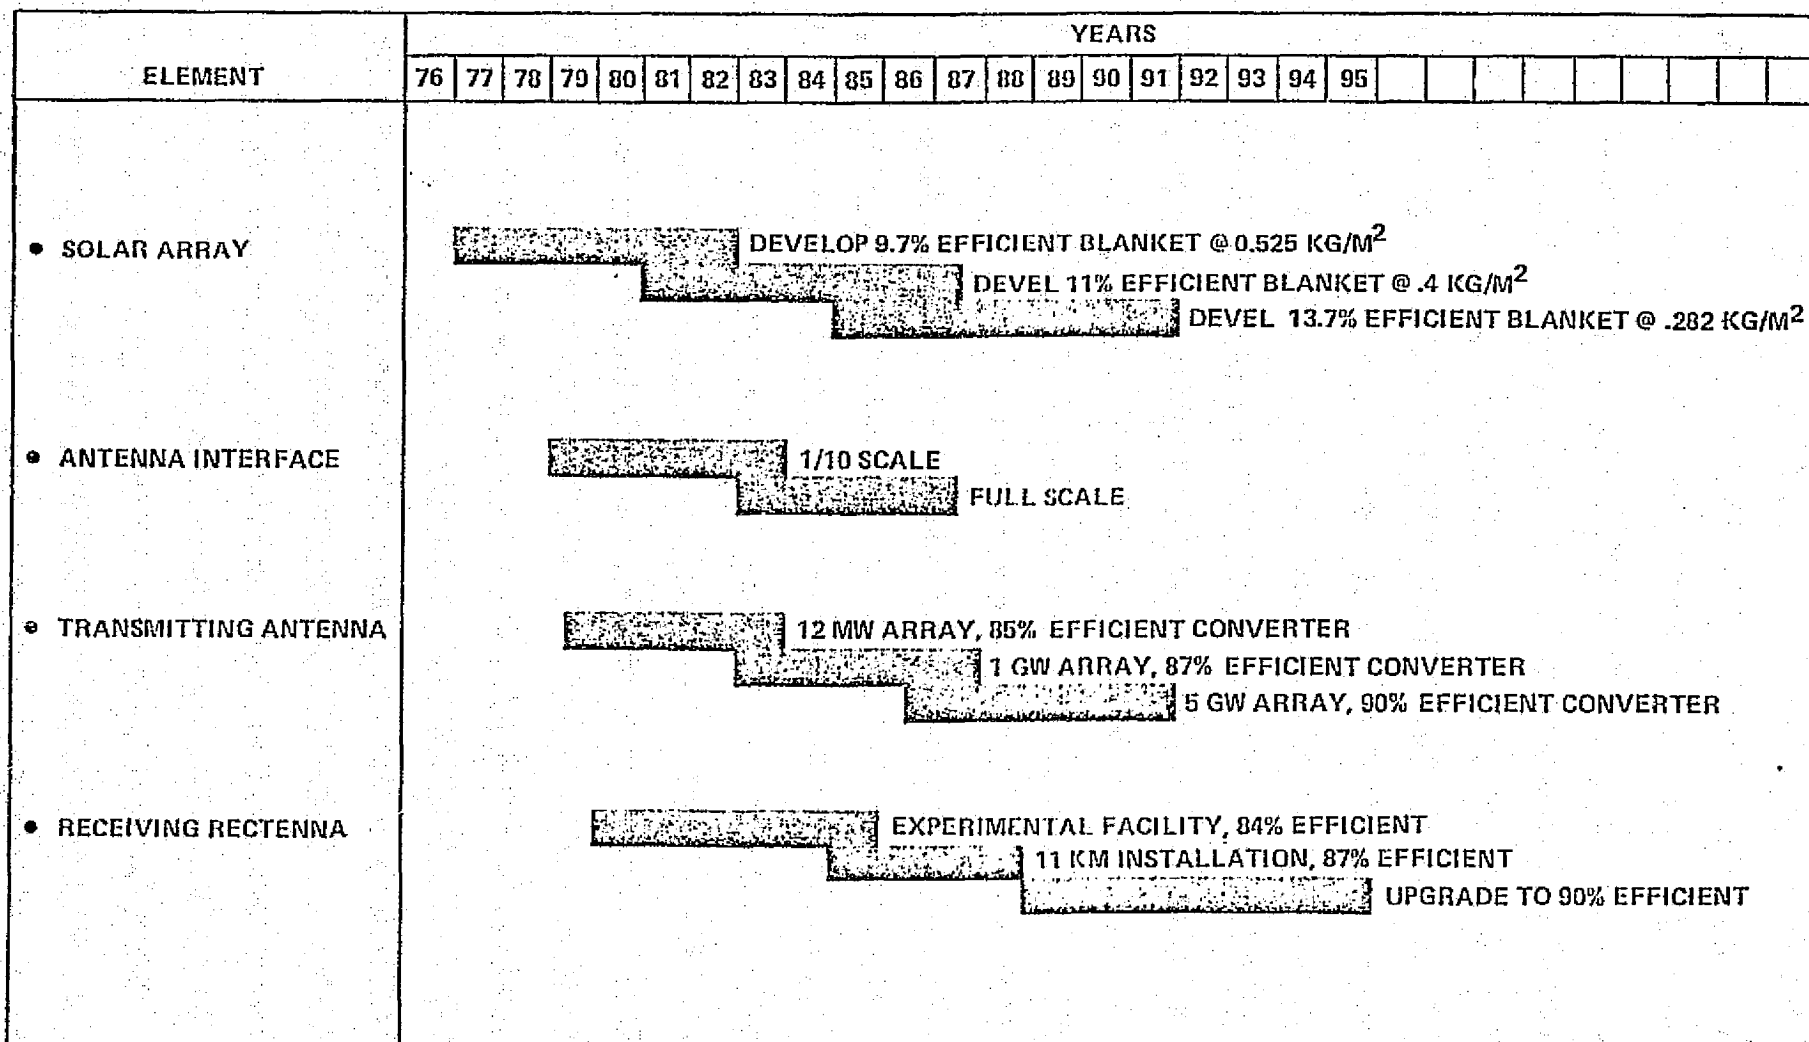 YEARS
ELEMENT 76 77 78 79 80 81 82 83 84 85 86 87 88 89 90 91 92 93 94 95
• SOLAR ARRAY DEVELOP 9.7% EFFICIENT BLANKET @ 0.525 KG/M²
DEVEL 11% EFFICIENT BLANKET @ .4 KG/M²
DEVEL 13.7% EFFICIENT BLANKET @ .282 KG/M²
• ANTENNA INTERFACE 1/10 SCALE
FULL SCALE
• TRANSMITTING ANTENNA 12 MW ARRAY, 85% EFFICIENT CONVERTER
1 GW ARRAY, 87% EFFICIENT CONVERTER
5 GW ARRAY, 90% EFFICIENT CONVERTER
• RECEIVING RECTENNA EXPERIMENTAL FACILITY, 84% EFFICIENT
11 KM INSTALLATION, 87% EFFICIENT
UPGRADE TO 90% EFFICIENT